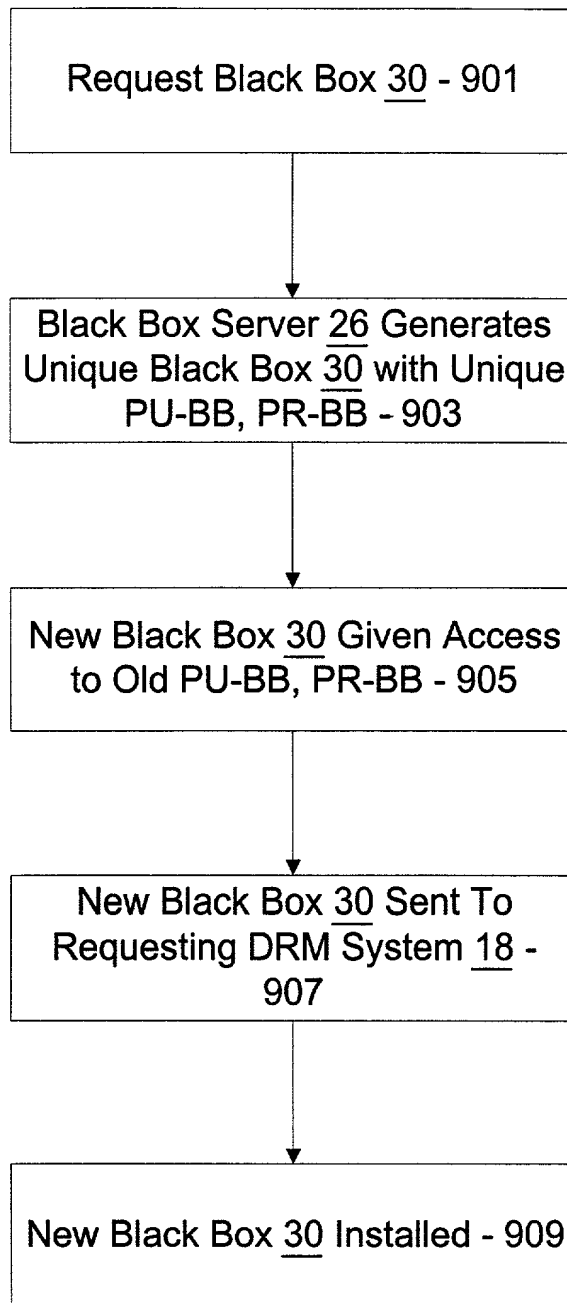 Request Black Box 30 - 901
Black Box Server 26 Generates
Unique Black Box 30 with Unique
PU-BB, PR-BB - 903
New Black Box 30 Given Access
to Old PU-BB, PR-BB - 905
New Black Box 30 Sent To
Requesting DRM System 18 -
907
New Black Box 30 Installed - 909